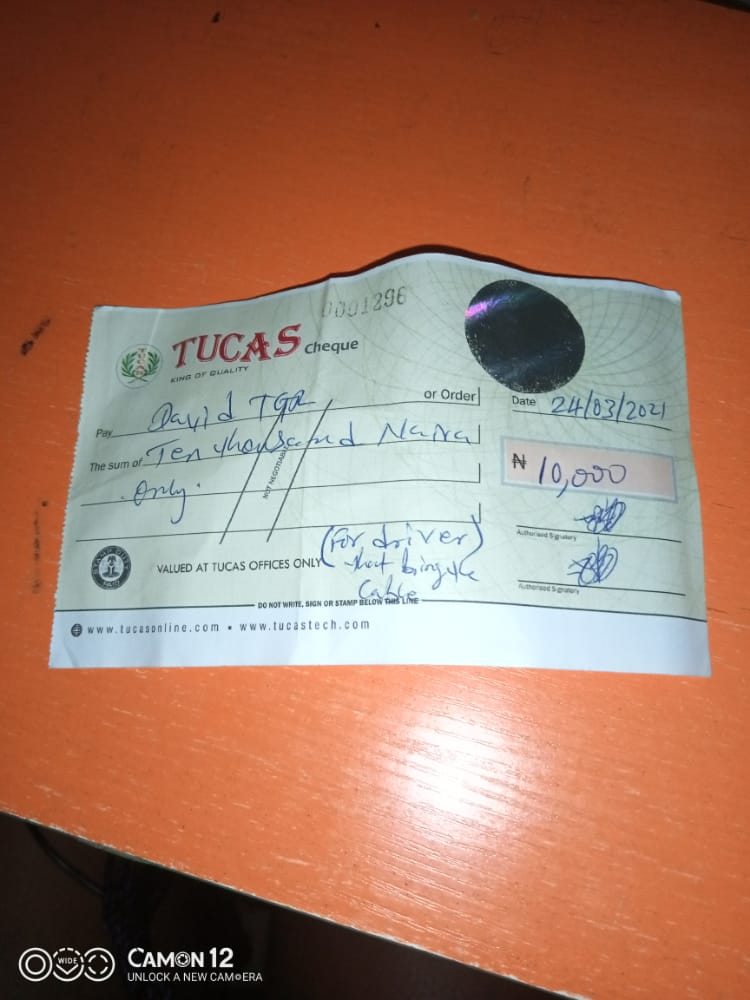 0001296
TUCAS Cheque
KING OF QUALITY
Pay David TGR or Order
Date 24/03/2021
The sum of Ten thousand Naira
Only.
NOT NEGOTIABLE
₦ 10,000
Authorised Signatory
Authorised Signatory
VALUED AT TUCAS OFFICES ONLY
(For driver)
that bring the
Cable
DO NOT WRITE, SIGN OR STAMP BELOW THIS LINE
www.tucasonline.com • www.tucastech.com
WIDE
CAMON 12
UNLOCK A NEW CAMERA